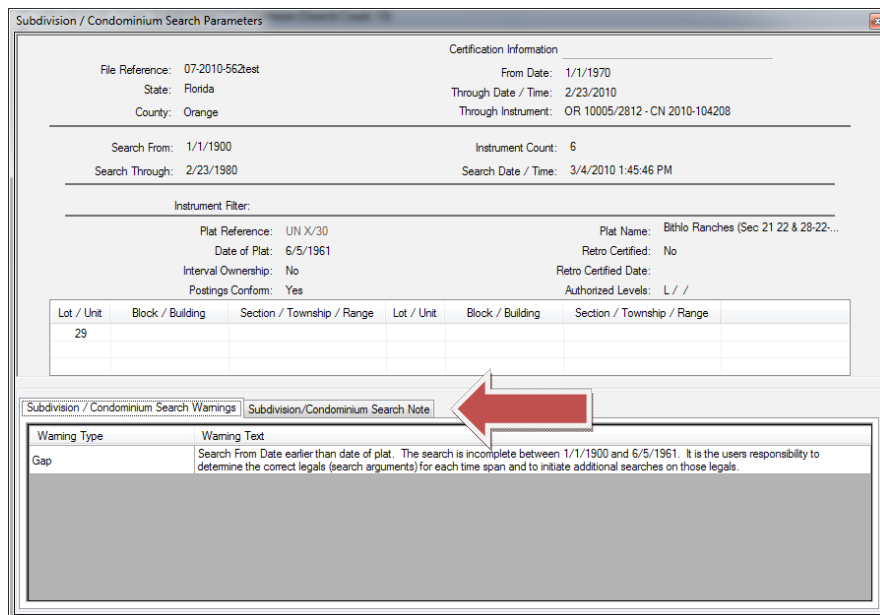 Subdivision / Condominium Search Parameters
Certification Information
File Reference: 07-2010-562test
From Date: 1/1/1970
State: Florida
Through Date / Time: 2/23/2010
County: Orange
Through Instrument: OR 10005/2812 - CN 2010-104208
Search From: 1/1/1900
Instrument Count: 6
Search Through: 2/23/1980
Search Date / Time: 3/4/2010 1:45:46 PM
Instrument Filter:
Plat Reference: UN X/30
Plat Name: Bithlo Ranches (Sec 21 22 & 28-22-...
Date of Plat: 6/5/1961
Retro Certified: No
Interval Ownership: No
Retro Certified Date:
Postings Conform: Yes
Authorized Levels: L / /
Lot / Unit Block / Building Section / Township / Range Lot / Unit Block / Building Section / Township / Range
29
Subdivision / Condominium Search Warnings Subdivision/Condominium Search Note
Warning Type Warning Text
Gap Search From Date earlier than date of plat. The search is incomplete between 1/1/1900 and 6/5/1961. It is the users responsibility to
determine the correct legals (search arguments) for each time span and to initiate additional searches on those legals.